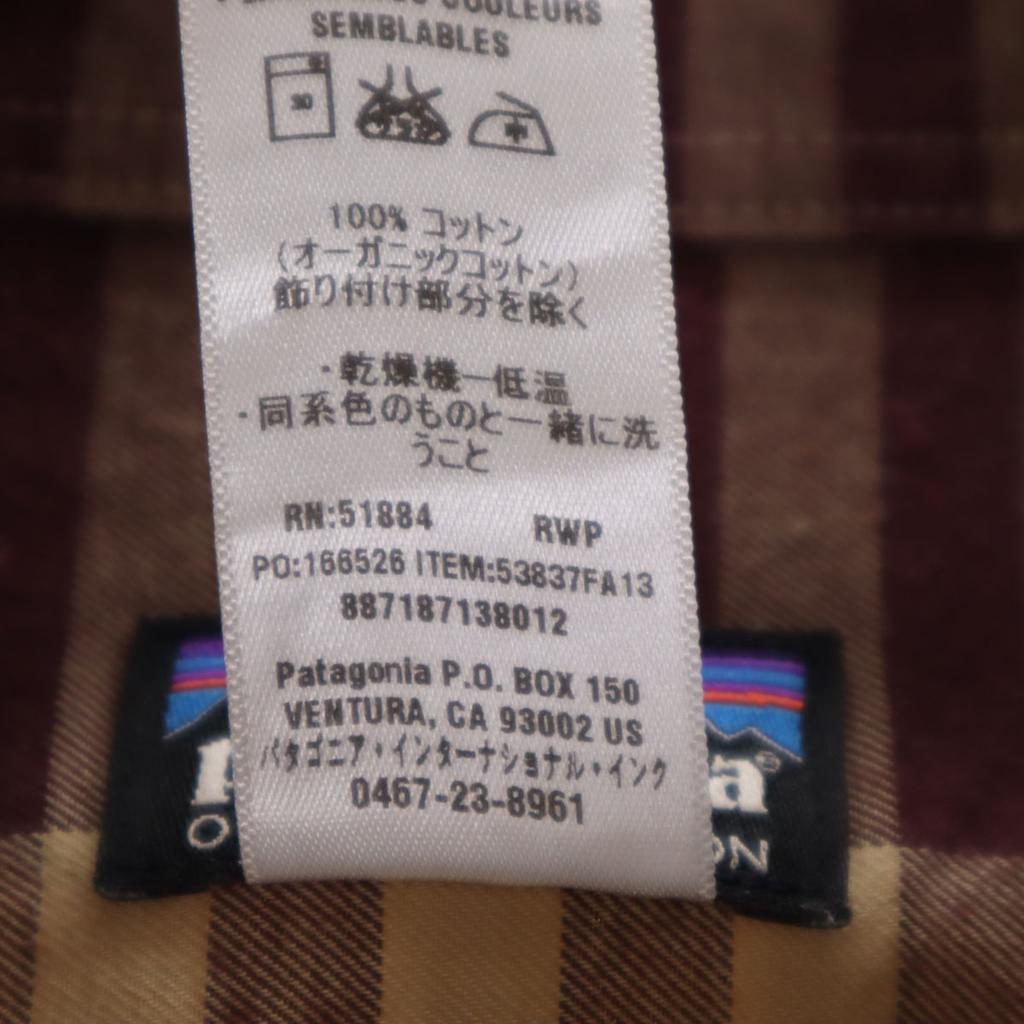 COULEURS
SEMBLABLES
30
100% コットン
(オーガニックコットン)
飾り付け部分を除く
・乾燥機ー低温
・同系色のものと一緒に洗
うこと
RN:51884 RWP
PO:166526 ITEM:53837FA13
887187138012
Patagonia P.O. BOX 150
VENTURA, CA 93002 US
パタゴニア・インターナショナル・インク
0467-23-8961